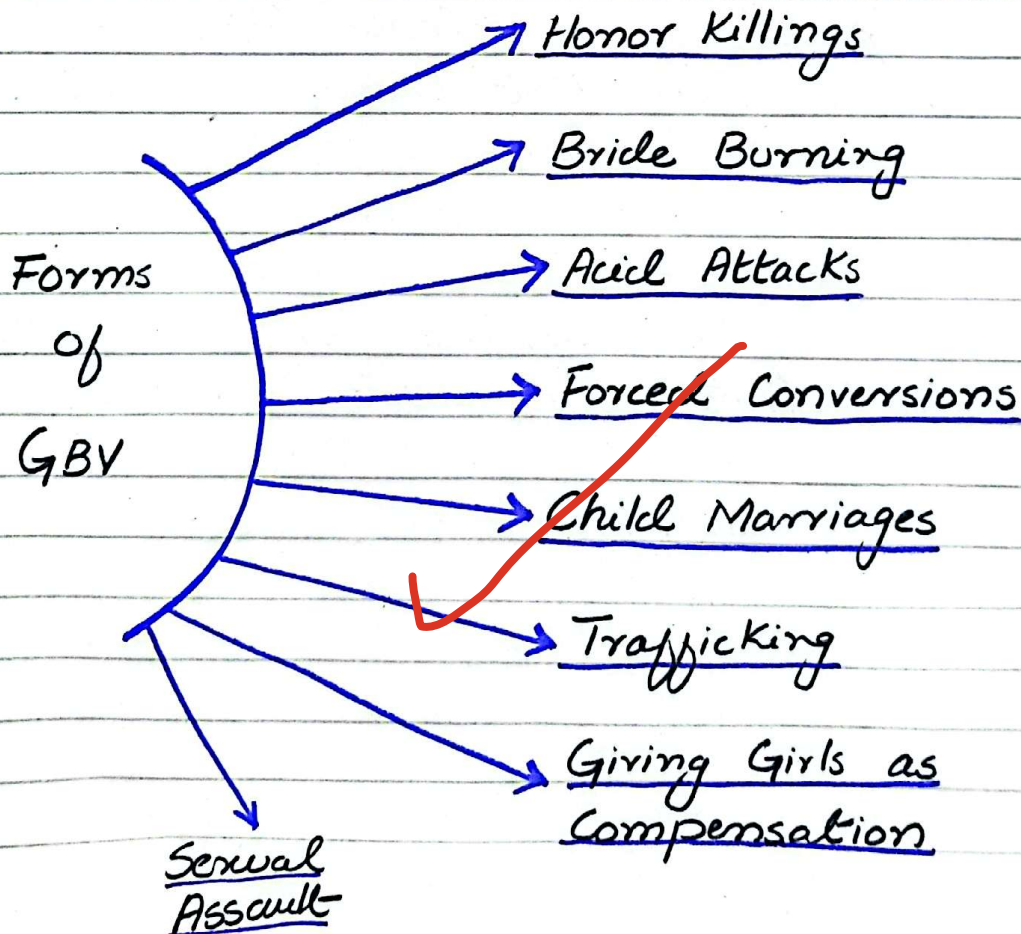 Honor Killings
Bride Burning
Acid Attacks
Forms
of
GBV
Forced Conversions
Child Marriages
Trafficking
Giving Girls as
Compensation
Sexual
Assault